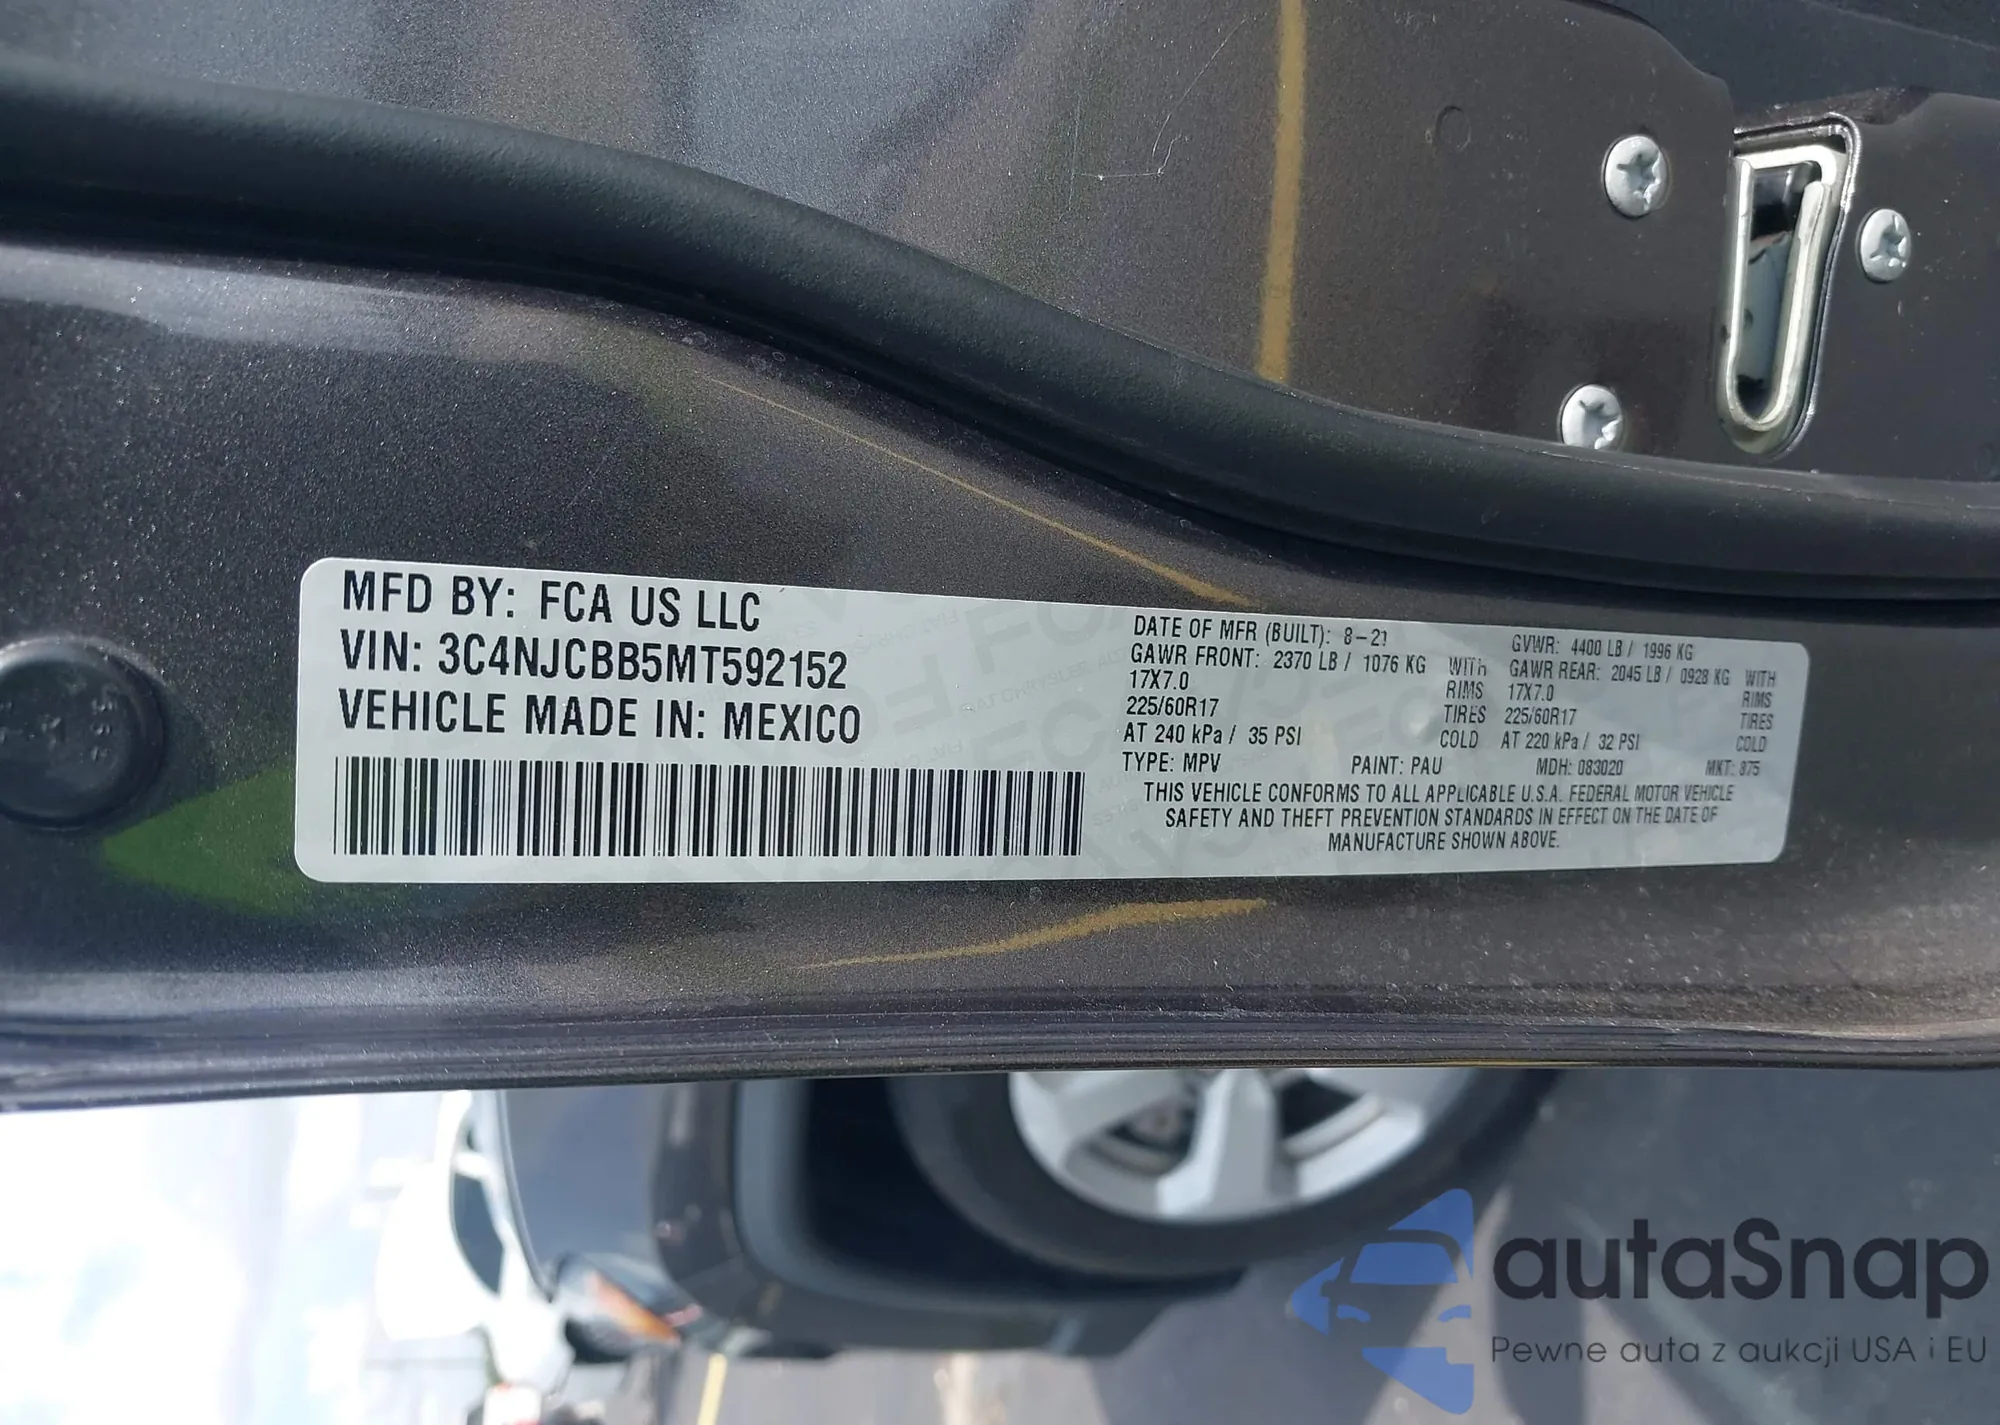 MFD BY: FCA US LLC
VIN: 3C4NJCBB5MT592152
VEHICLE MADE IN: MEXICO
DATE OF MFR (BUILT): 8-21 GVWR: 4400 LB / 1996 KG
GAWR FRONT: 2370 LB / 1076 KG WITH GAWR REAR: 2045 LB / 0928 KG WITH
17X7.0 RIMS 17X7.0 RIMS
225/60R17 TIRES 225/60R17 TIRES
AT 240 kPa / 35 PSI COLD AT 220 kPa / 32 PSI COLD
TYPE: MPV PAINT: PAU MDH: 083020 MKT: 875
THIS VEHICLE CONFORMS TO ALL APPLICABLE U.S.A. FEDERAL MOTOR VEHICLE
SAFETY AND THEFT PREVENTION STANDARDS IN EFFECT ON THE DATE OF
MANUFACTURE SHOWN ABOVE.
autaSnap
Pewne auta z aukcji USA i EU